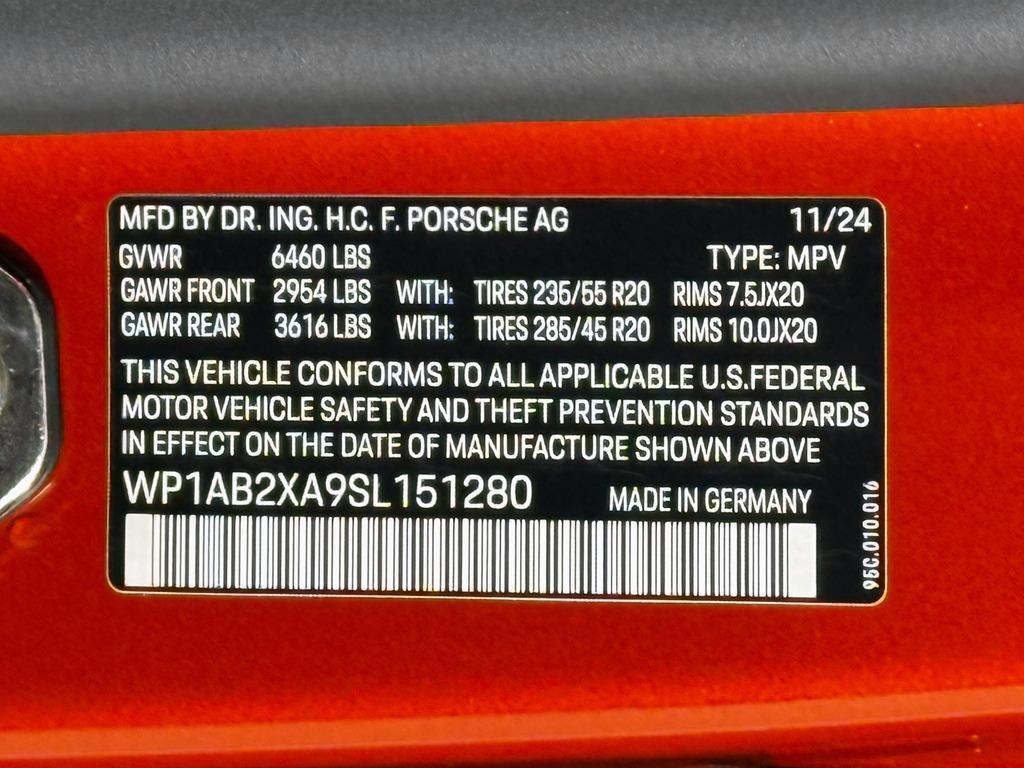 MFD BY DR. ING. H.C. F. PORSCHE AG 11/24
GVWR 6460 LBS TYPE: MPV
GAWR FRONT 2954 LBS WITH: TIRES 235/55 R20 RIMS 7.5JX20
GAWR REAR 3616 LBS WITH: TIRES 285/45 R20 RIMS 10.0JX20
THIS VEHICLE CONFORMS TO ALL APPLICABLE U.S.FEDERAL
MOTOR VEHICLE SAFETY AND THEFT PREVENTION STANDARDS
IN EFFECT ON THE DATE OF MANUFACTURE SHOWN ABOVE
WP1AB2XA9SL151280 MADE IN GERMANY
95C.010.016